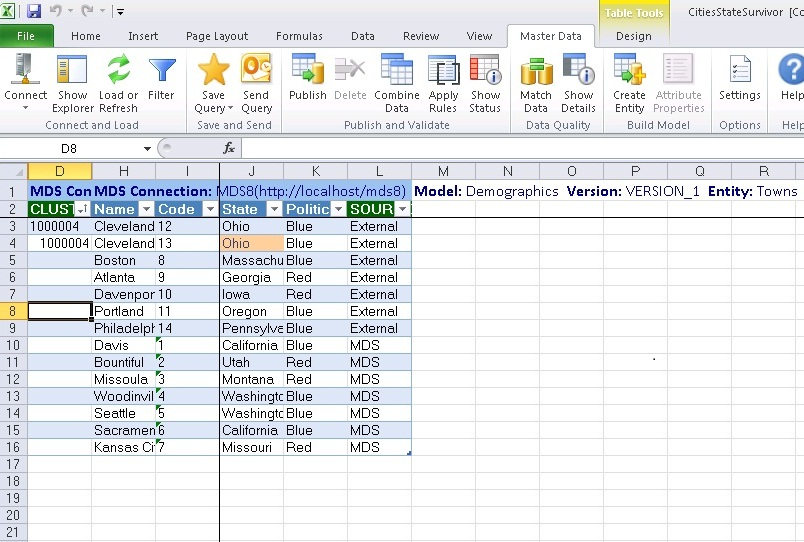 Table Tools CitiesStateSurvivor [Co
File Home Insert Page Layout Formulas Data Review View Master Data Design
Connect Show Explorer Load or Refresh Filter Save Query Send Query Publish Delete Combine Data Apply Rules Show Status Match Data Show Details Create Entity Attribute Properties Settings Help
Connect and Load Save and Send Publish and Validate Data Quality Build Model Options Help
D8 fx
D H I J K L M N O P Q R
1 MDS Con MDS Connection: MDS8(http://localhost/mds8) Model: Demographics Version: VERSION_1 Entity: Towns
2 CLUST Name Code State Politic SOUR
3 1000004 Cleveland 12 Ohio Blue External
4 1000004 Cleveland 13 Ohio Blue External
5 Boston 8 Massachu Blue External
6 Atlanta 9 Georgia Red External
7 Davenpor 10 Iowa Red External
8 Portland 11 Oregon Blue External
9 Philadelph 14 Pennsylva Blue External
10 Davis 1 California Blue MDS
11 Bountiful 2 Utah Red MDS
12 Missoula 3 Montana Red MDS
13 Woodinvil 4 Washingto Blue MDS
14 Seattle 5 Washingto Blue MDS
15 Sacramen 6 California Blue MDS
16 Kansas Ci 7 Missouri Red MDS
17
18
19
20
21